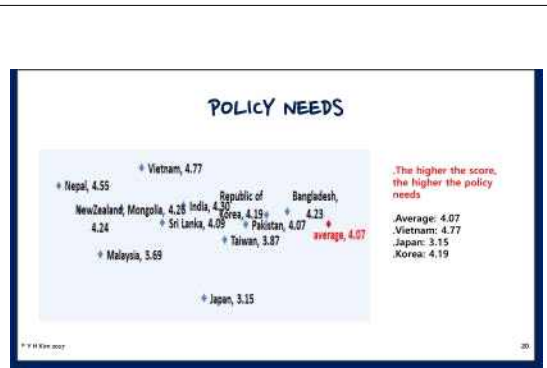 POLICY NEEDS
Vietnam, 4.77
Nepal, 4.55
NewZealand, 4.24
Mongolia, 4.28
India, 4.30
Republic of Korea, 4.19
Bangladesh, 4.23
Sri Lanka, 4.09
Pakistan, 4.07
average, 4.07
Taiwan, 3.87
Malaysia, 3.69
Japan, 3.15
.The higher the score,
the higher the policy
needs
.Average: 4.07
.Vietnam: 4.77
.Japan: 3.15
.Korea: 4.19
* Y H Kim 2017
20